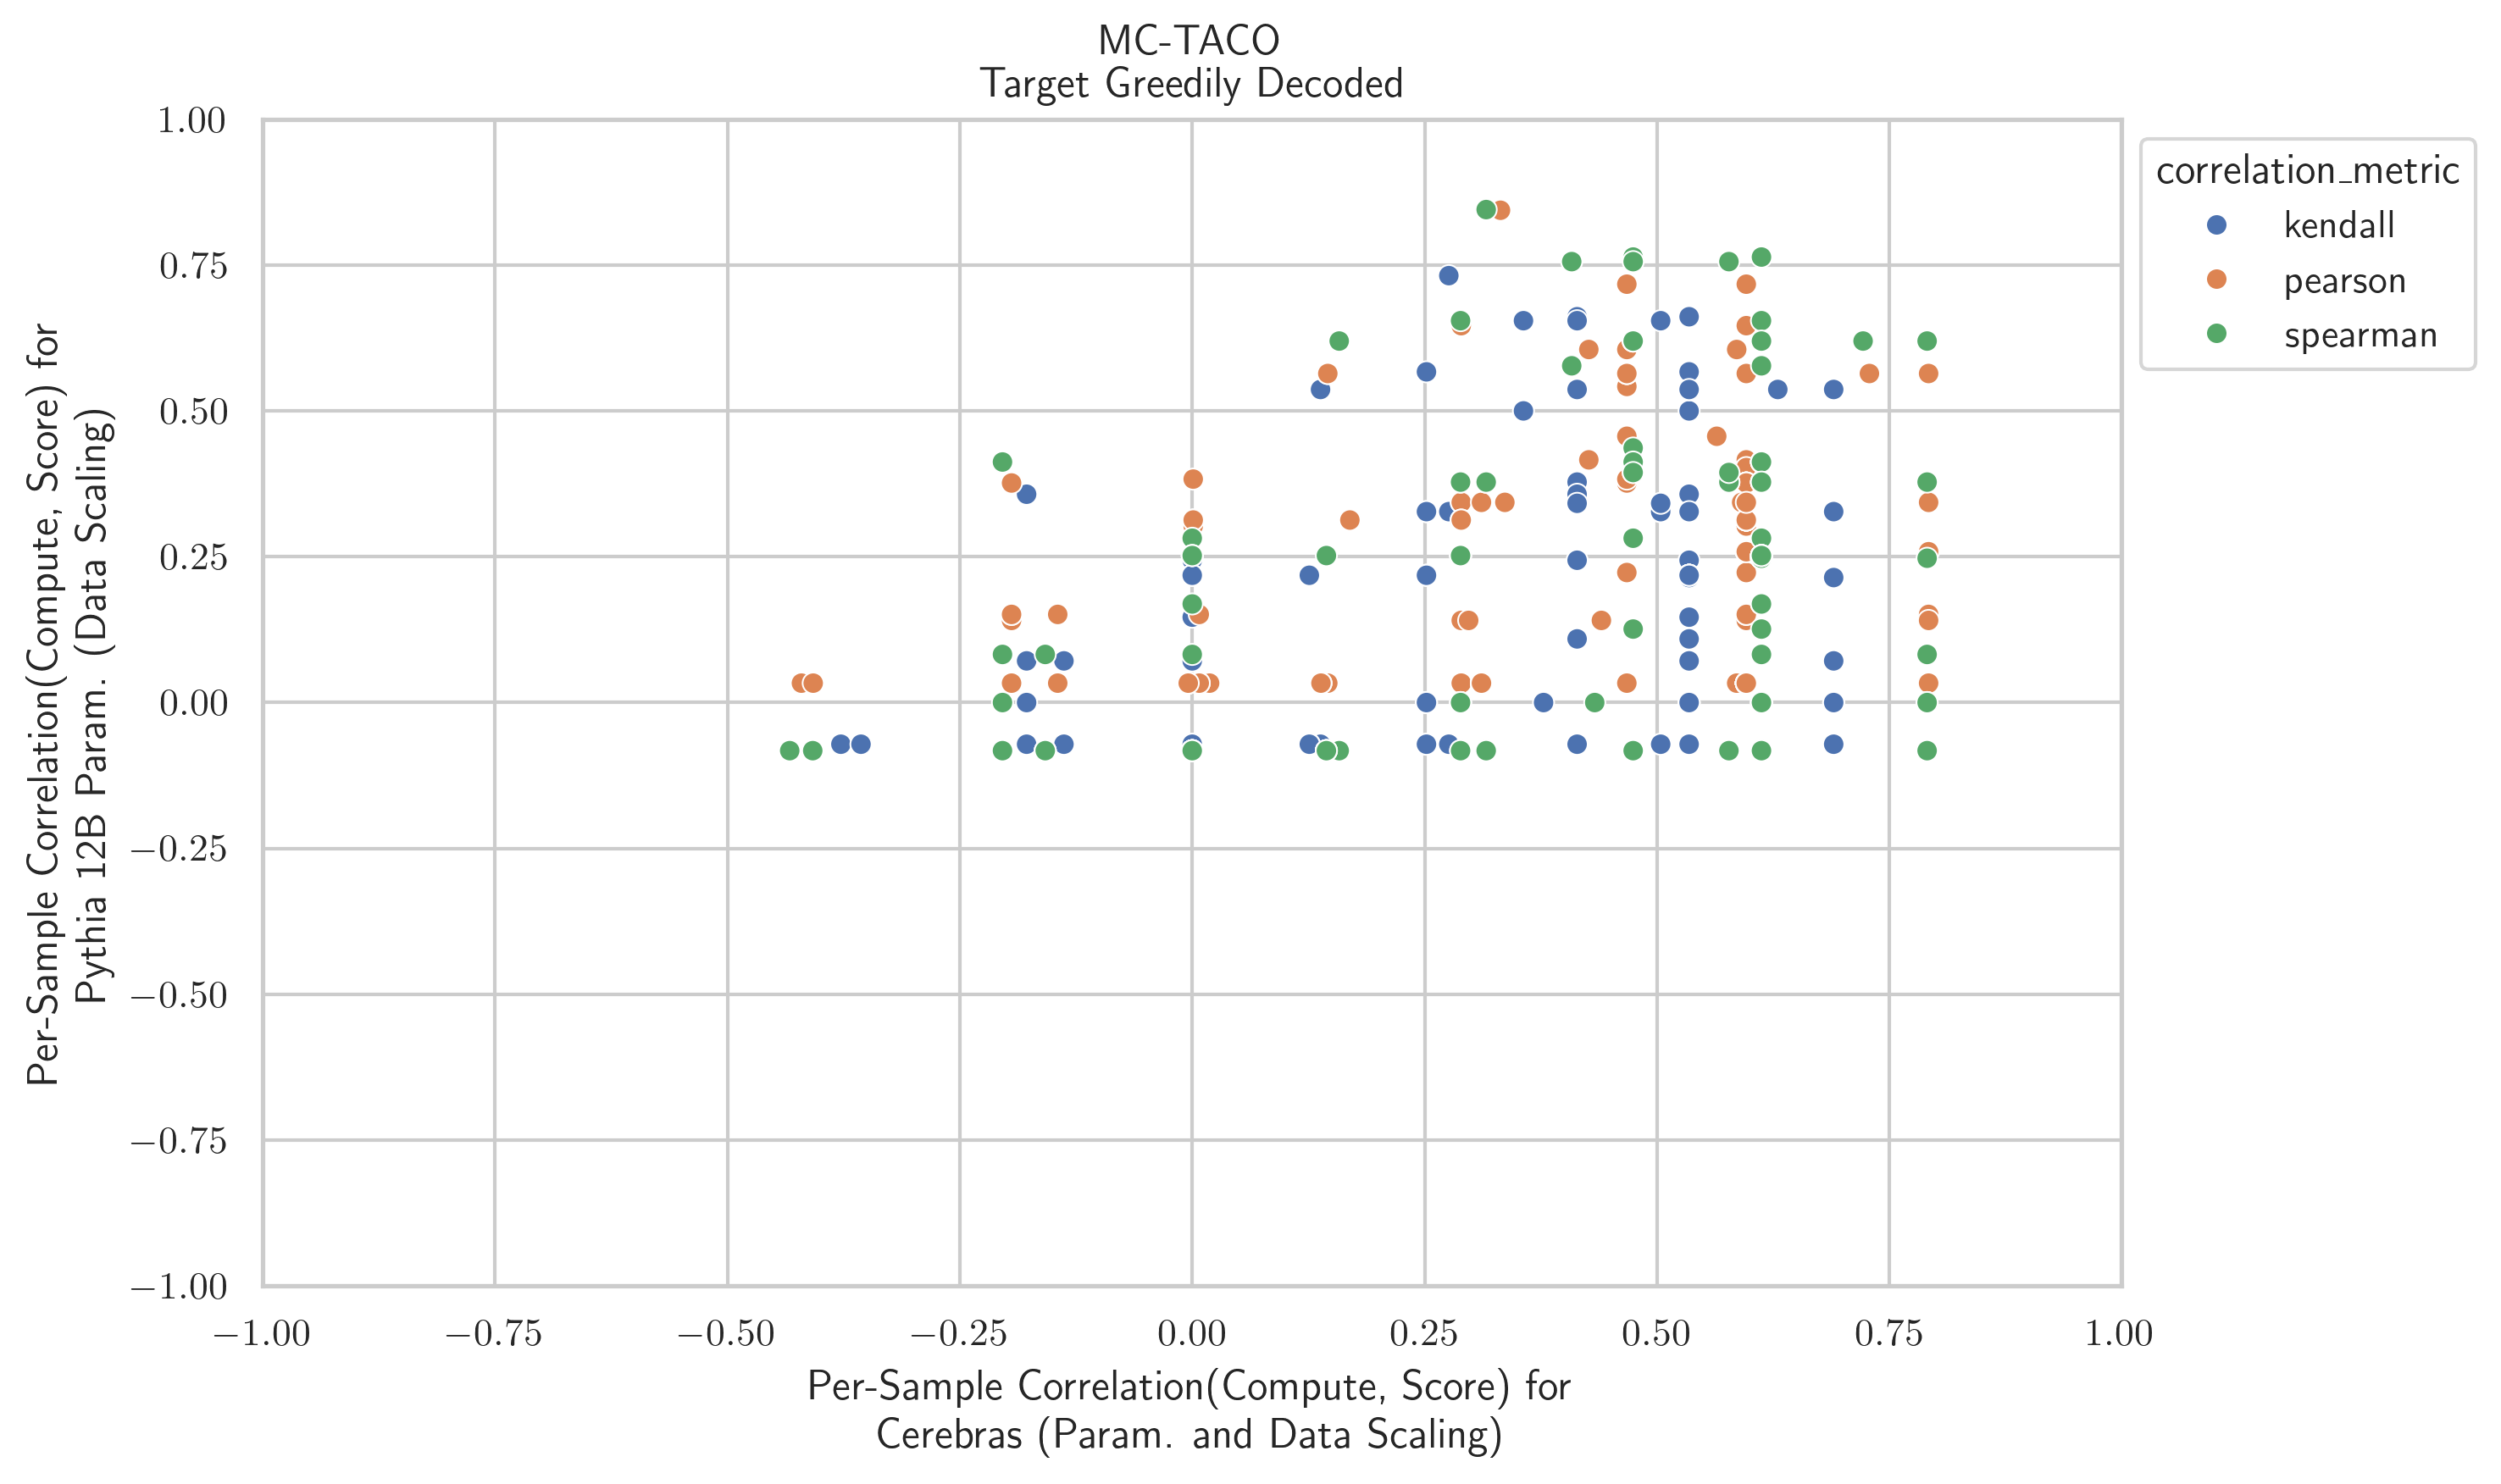 MC-TACO
Target Greedily Decoded
Per-Sample Correlation(Compute, Score) for
Pythia 12B Param. (Data Scaling)
1.00
0.75
0.50
0.25
0.00
−0.25
−0.50
−0.75
−1.00
−1.00 −0.75 −0.50 −0.25 0.00 0.25 0.50 0.75 1.00
Per-Sample Correlation(Compute, Score) for
Cerebras (Param. and Data Scaling)
correlation_metric
kendall
pearson
spearman